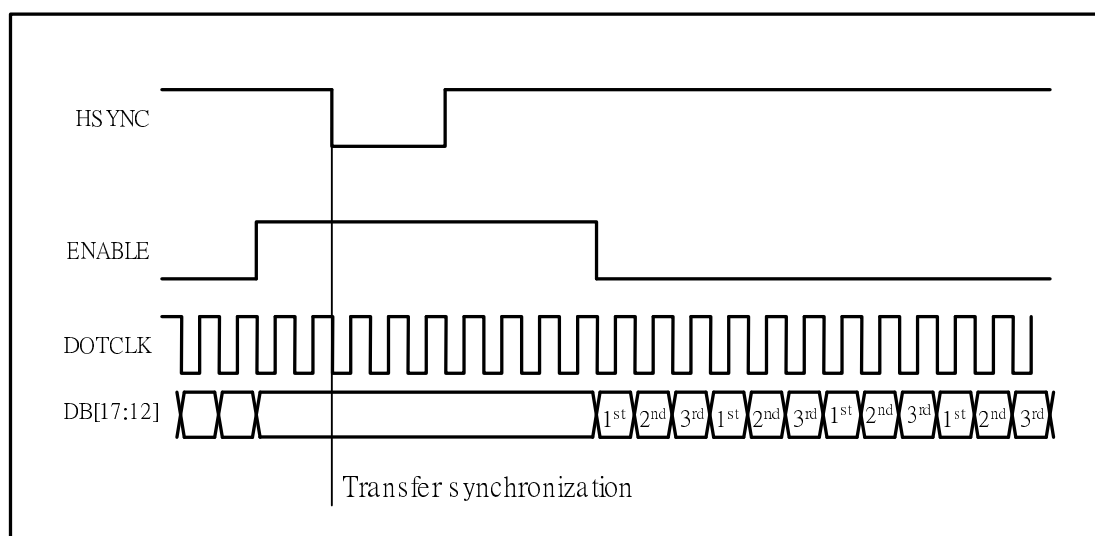 HSYNC
ENABLE
DOTCLK
DB[17:12]
1st 2nd 3rd 1st 2nd 3rd 1st 2nd 3rd 1st 2nd 3rd
Transfer synchronization